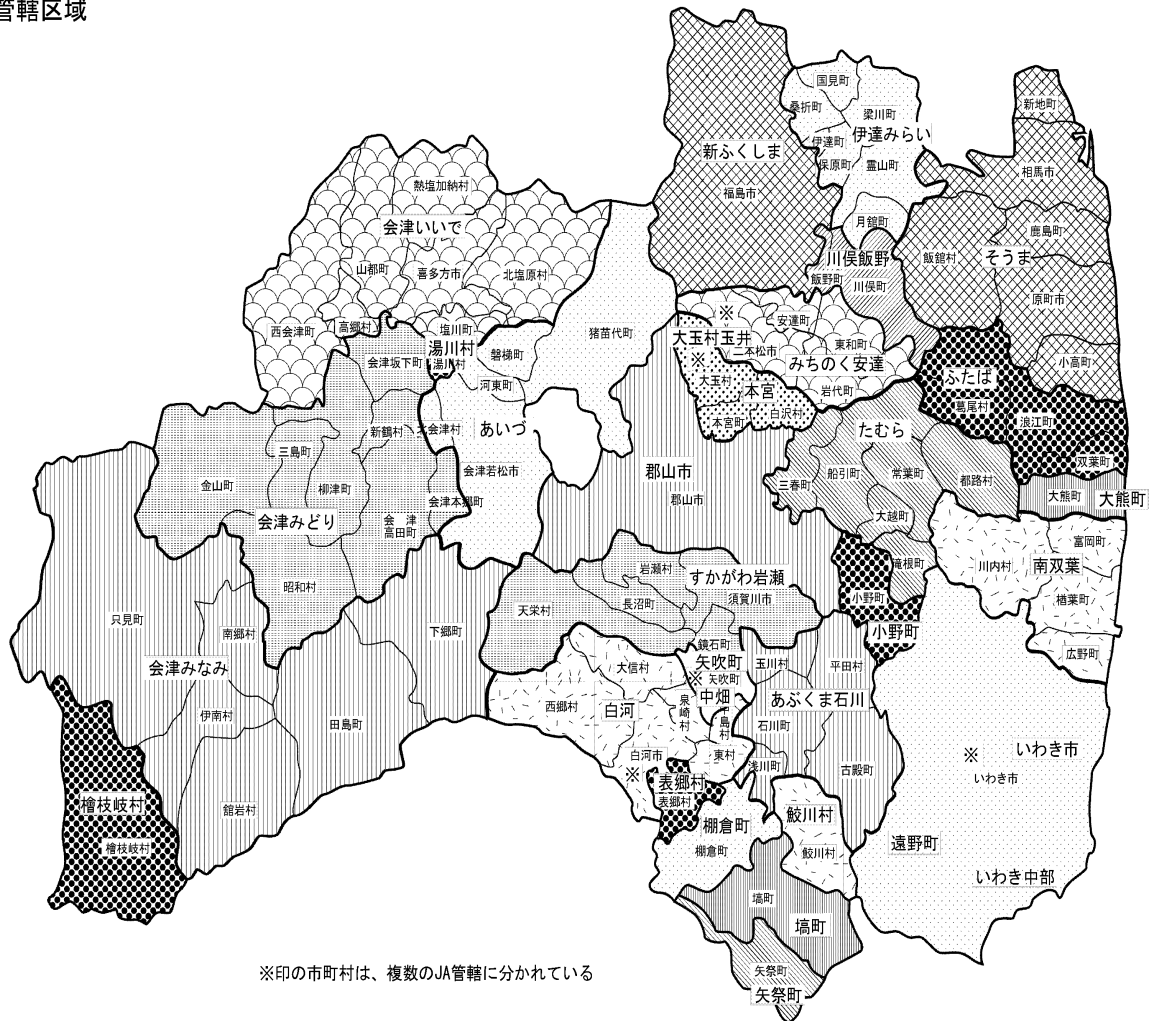 管轄区域
国見町
桑折町
梁川町
伊達町
伊達みらい
保原町
霊山町
月舘町
新ふくしま
福島市
新地町
相馬市
鹿島町
飯舘村
そうま
原町市
小高町
川俣飯野
飯野町
川俣町
熱塩加納村
会津いいで
山都町
喜多方市
北塩原村
西会津町
高郷村
塩川町
湯川村
湯川村
会津坂下町
磐梯町
猪苗代町
河東町
北会津村
あいづ
会津若松市
新鶴村
三島町
金山町
柳津町
会津みどり
会津本郷町
会津
高田町
昭和村
※
安達町
大玉村玉井
※
二本松市
東和町
みちのく安達
大玉村
本宮
岩代町
本宮町
白沢村
ふたば
葛尾村
浪江町
双葉町
大熊町
大熊町
たむら
船引町
常葉町
三春町
都路村
大越町
滝根町
小野町
小野町
郡山市
郡山市
富岡町
川内村
南双葉
楢葉町
広野町
岩瀬村
すかがわ岩瀬
長沼町
須賀川市
天栄村
鏡石町
只見町
南郷村
下郷町
会津みなみ
伊南村
田島町
舘岩村
檜枝岐村
檜枝岐村
大信村
矢吹町
※
矢吹町
中畑
西郷村
白河
泉崎村
中島村
白河市
※
東村
表郷村
表郷村
玉川村
平田村
あぶくま石川
石川町
浅川町
古殿町
棚倉町
棚倉町
鮫川村
鮫川村
塙町
塙町
矢祭町
矢祭町
※
いわき市
いわき市
遠野町
いわき中部
※印の市町村は、複数のJA管轄に分かれている